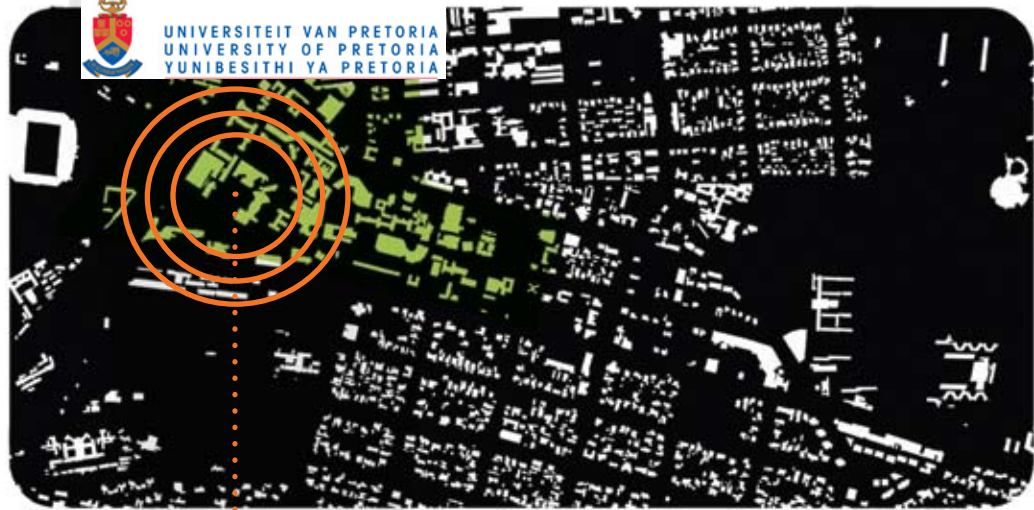 UNIVERSITEIT VAN PRETORIA
UNIVERSITY OF PRETORIA
YUNIBESITHI YA PRETORIA